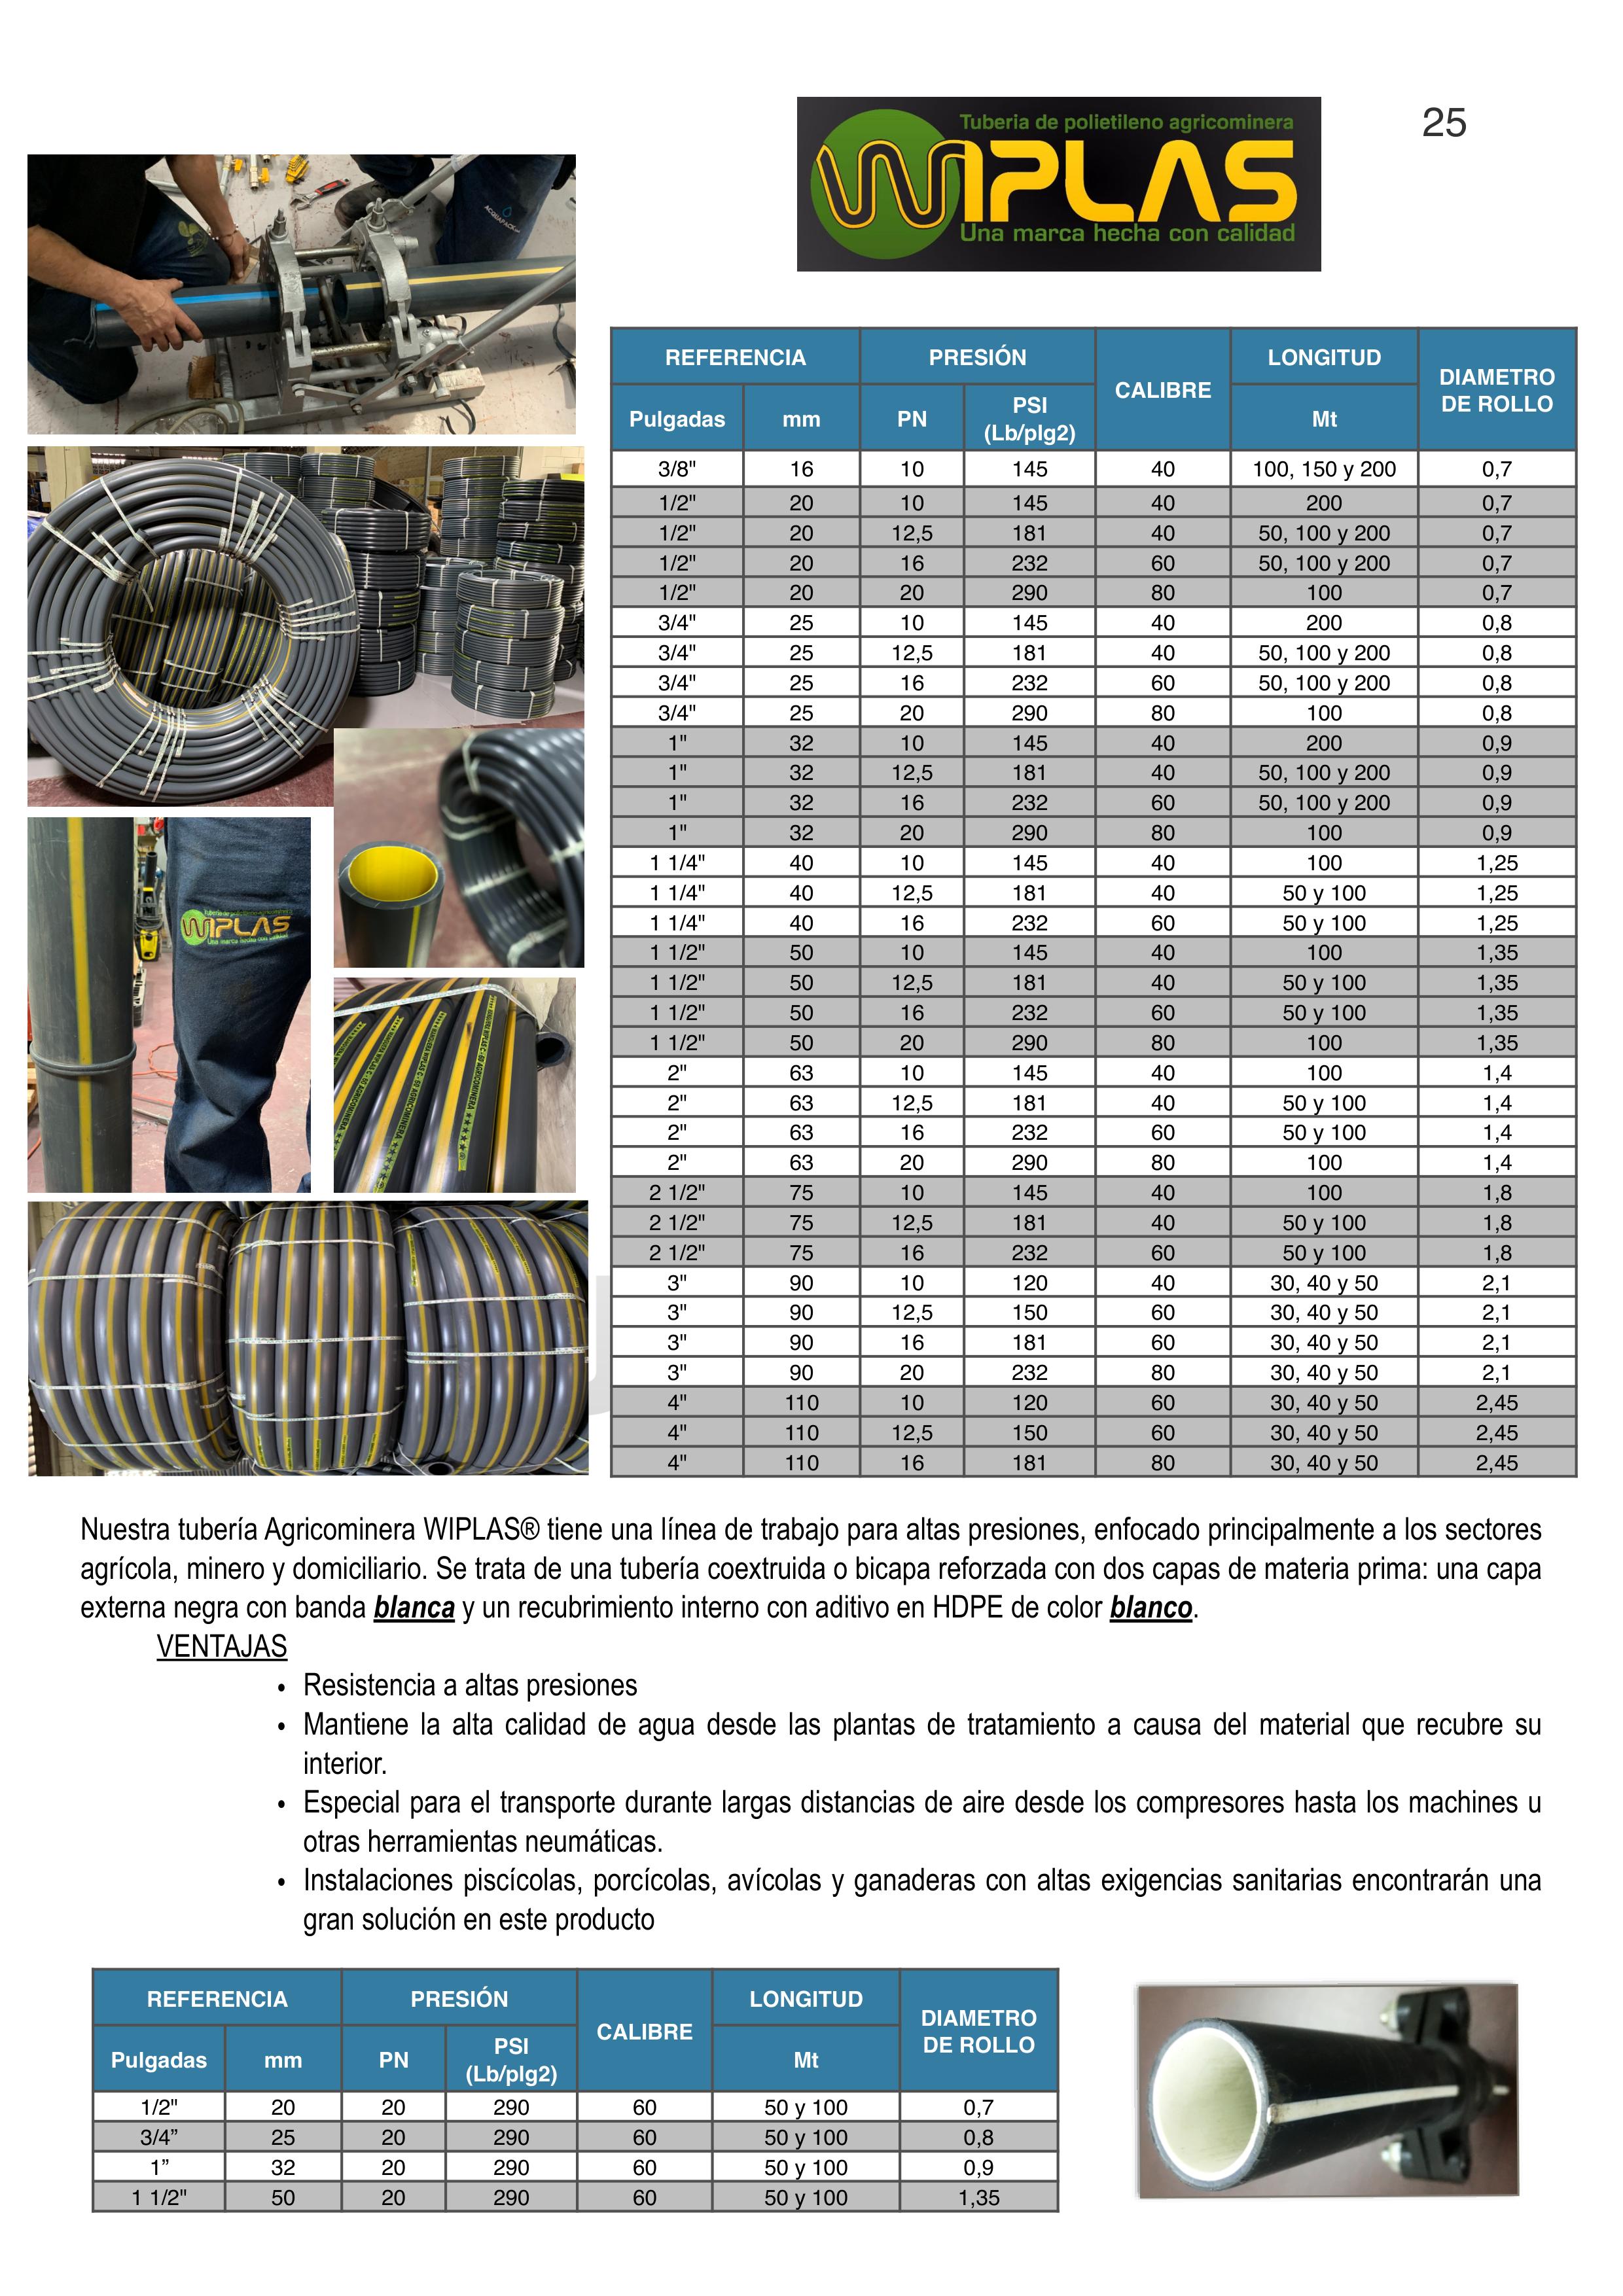 25
Tuberia de polietileno agricominera
WIPLAS
Una marca hecha con calidad
ACQUAPACK
Tuberia de polietileno agricominera
WIPLAS
Una marca hecha con calidad
REFERENCIA PRESIÓN CALIBRE LONGITUD DIAMETRO DE ROLLO
Pulgadas mm PN PSI (Lb/plg2) Mt
3/8" 16 10 145 40 100, 150 y 200 0,7
1/2" 20 10 145 40 200 0,7
1/2" 20 12,5 181 40 50, 100 y 200 0,7
1/2" 20 16 232 60 50, 100 y 200 0,7
1/2" 20 20 290 80 100 0,7
3/4" 25 10 145 40 200 0,8
3/4" 25 12,5 181 40 50, 100 y 200 0,8
3/4" 25 16 232 60 50, 100 y 200 0,8
3/4" 25 20 290 80 100 0,8
1" 32 10 145 40 200 0,9
1" 32 12,5 181 40 50, 100 y 200 0,9
1" 32 16 232 60 50, 100 y 200 0,9
1" 32 20 290 80 100 0,9
1 1/4" 40 10 145 40 100 1,25
1 1/4" 40 12,5 181 40 50 y 100 1,25
1 1/4" 40 16 232 60 50 y 100 1,25
1 1/2" 50 10 145 40 100 1,35
1 1/2" 50 12,5 181 40 50 y 100 1,35
1 1/2" 50 16 232 60 50 y 100 1,35
1 1/2" 50 20 290 80 100 1,35
2" 63 10 145 40 100 1,4
2" 63 12,5 181 40 50 y 100 1,4
2" 63 16 232 60 50 y 100 1,4
2" 63 20 290 80 100 1,4
2 1/2" 75 10 145 40 100 1,8
2 1/2" 75 12,5 181 40 50 y 100 1,8
2 1/2" 75 16 232 60 50 y 100 1,8
3" 90 10 120 40 30, 40 y 50 2,1
3" 90 12,5 150 60 30, 40 y 50 2,1
3" 90 16 181 60 30, 40 y 50 2,1
3" 90 20 232 80 30, 40 y 50 2,1
4" 110 10 120 60 30, 40 y 50 2,45
4" 110 12,5 150 60 30, 40 y 50 2,45
4" 110 16 181 80 30, 40 y 50 2,45
Nuestra tubería Agricominera WIPLAS® tiene una línea de trabajo para altas presiones, enfocado principalmente a los sectores
agrícola, minero y domiciliario. Se trata de una tubería coextruida o bicapa reforzada con dos capas de materia prima: una capa
externa negra con banda blanca y un recubrimiento interno con aditivo en HDPE de color blanco.
VENTAJAS
• Resistencia a altas presiones
• Mantiene la alta calidad de agua desde las plantas de tratamiento a causa del material que recubre su
interior.
• Especial para el transporte durante largas distancias de aire desde los compresores hasta los machines u
otras herramientas neumáticas.
• Instalaciones piscícolas, porcícolas, avícolas y ganaderas con altas exigencias sanitarias encontrarán una
gran solución en este producto
REFERENCIA PRESIÓN CALIBRE LONGITUD DIAMETRO DE ROLLO
Pulgadas mm PN PSI (Lb/plg2) Mt
1/2" 20 20 290 60 50 y 100 0,7
3/4” 25 20 290 60 50 y 100 0,8
1” 32 20 290 60 50 y 100 0,9
1 1/2" 50 20 290 60 50 y 100 1,35